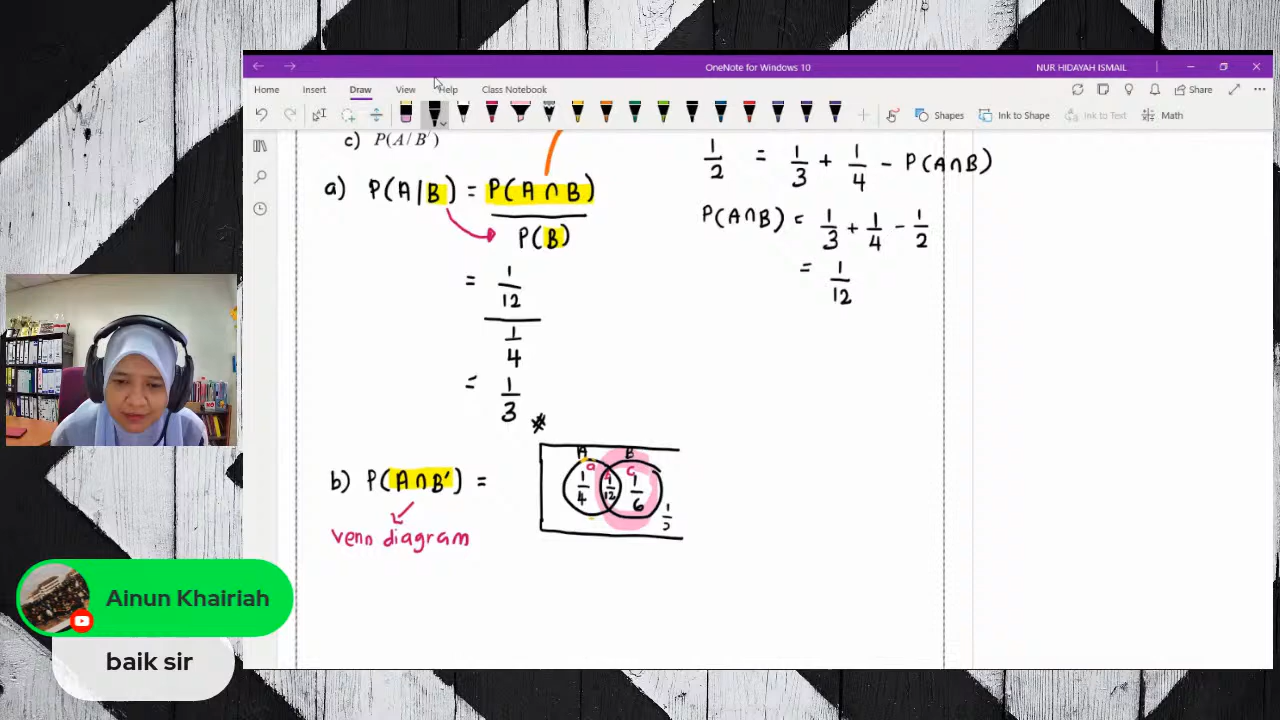 OneNote for Windows 10
NUR HIDAYAH ISMAIL
Home Insert Draw View Help Class Notebook
Share
Shapes Ink to Shape Ink to Text Math
c) P(A/B')
a) P(A|B) = P(A∩B) / P(B)
= 1/12 / 1/4
= 1/3 *
1/2 = 1/3 + 1/4 - P(A∩B)
P(A∩B) = 1/3 + 1/4 - 1/2
= 1/12
b) P(A∩B') =
venn diagram
A B
a c
1/4 1/12 1/6
Ainun Khairiah
baik sir